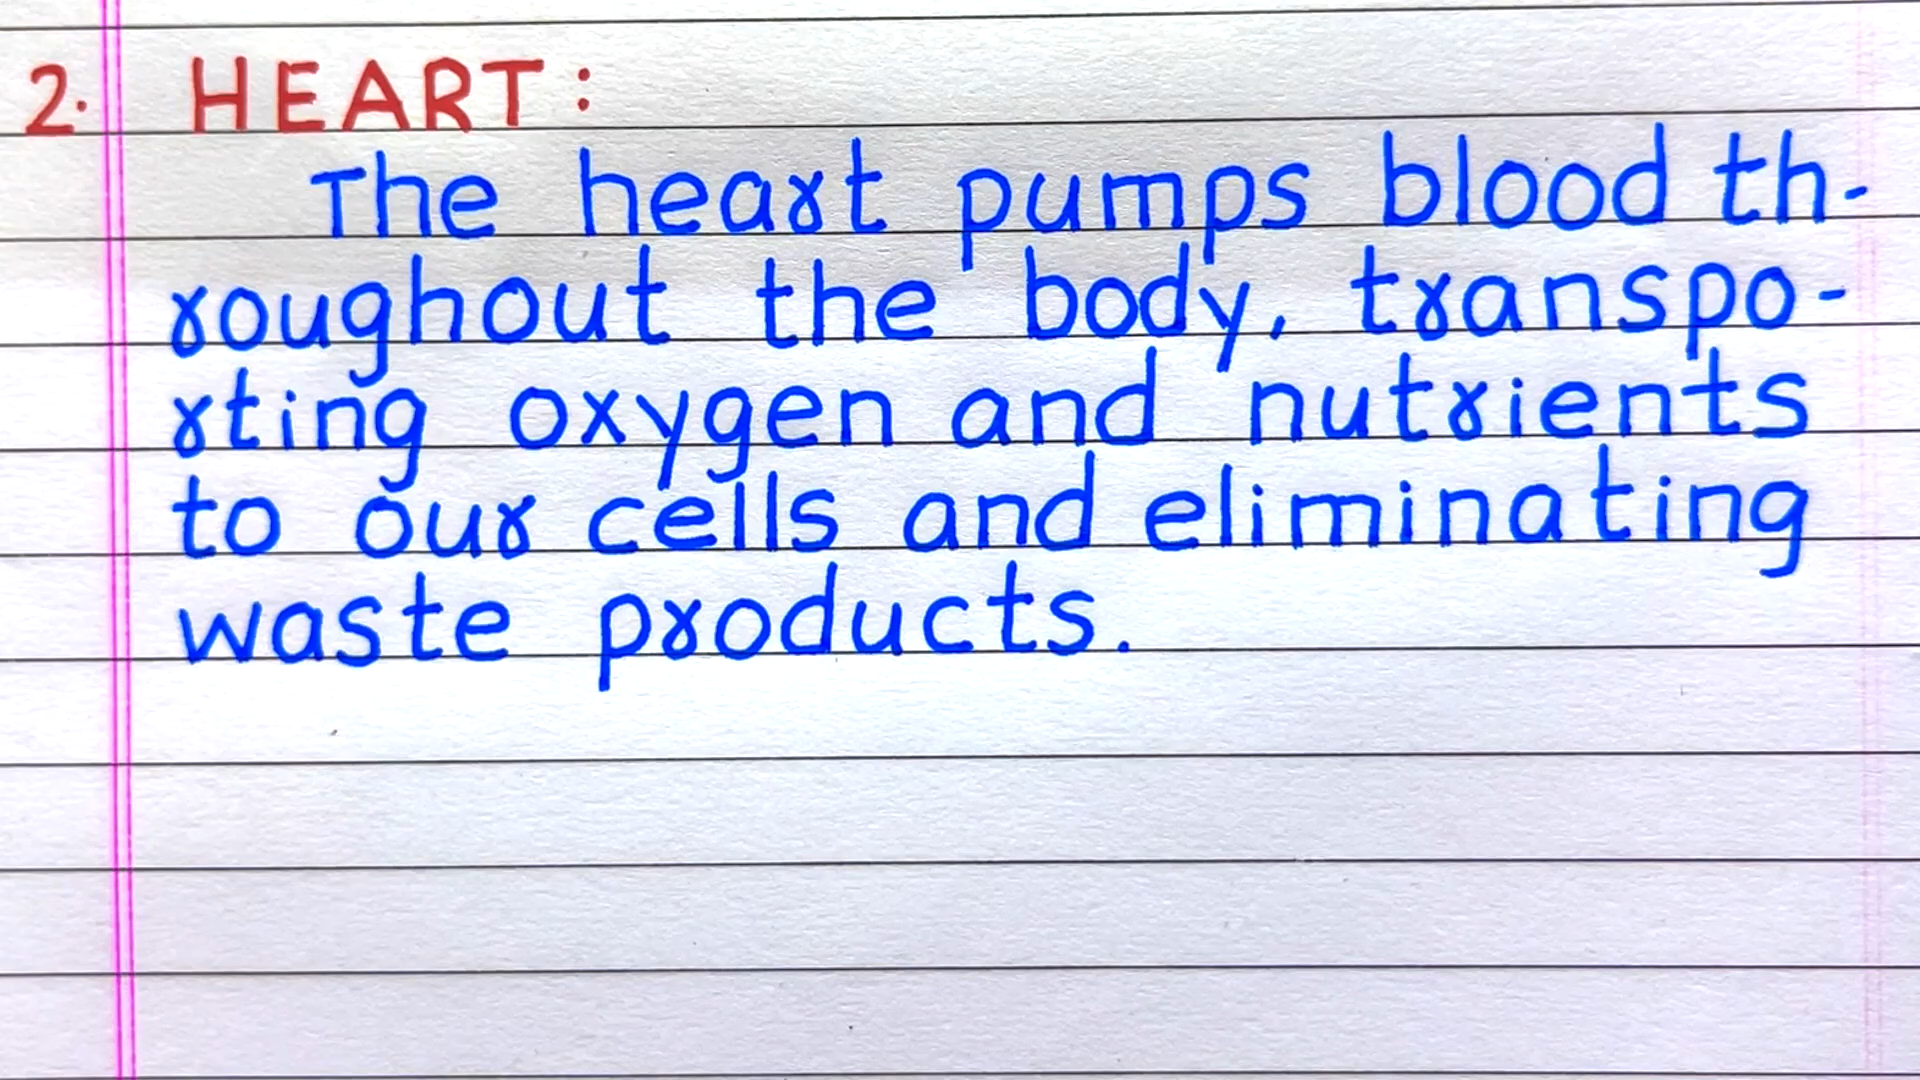 2. HEART:
The heart pumps blood th-
roughout the body, transpo-
rting oxygen and nutrients
to our cells and eliminating
waste products.